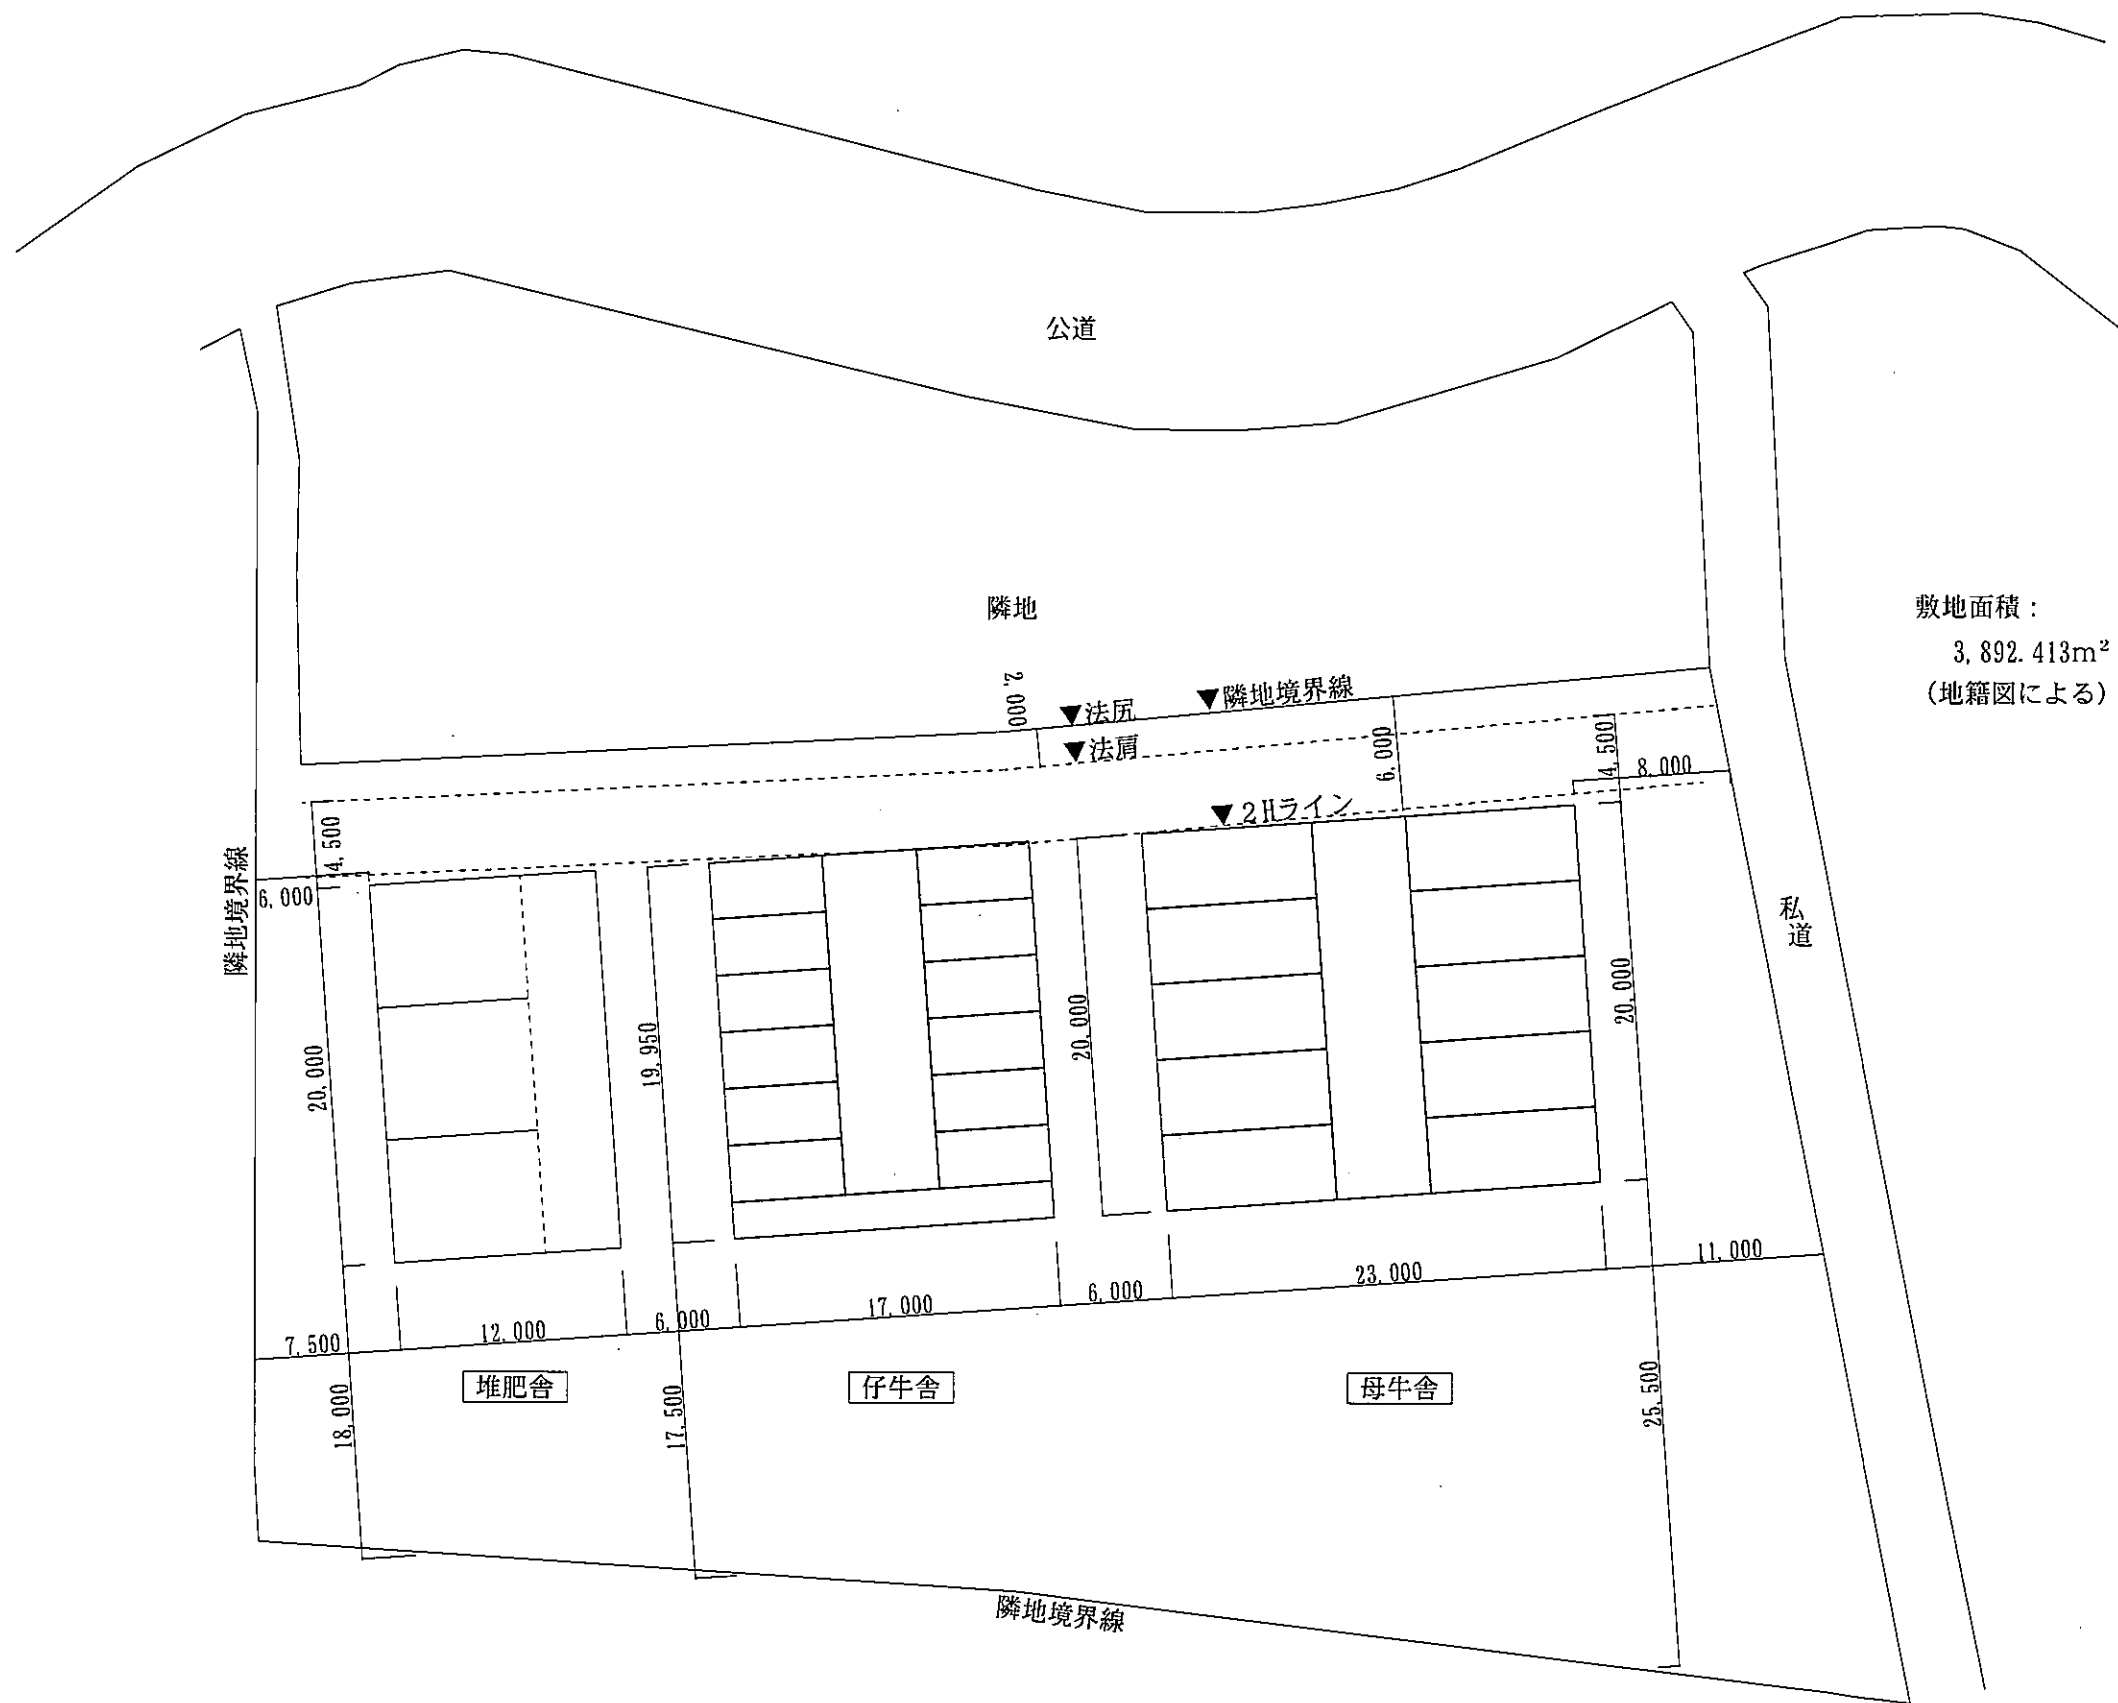 公道
隣地
敷地面積：
3,892.413m²
(地籍図による)
2,000
▼法尻
▼隣地境界線
▼法肩
6,000
4,500
8,000
▼2Hライン
4,500
隣地境界線
6,000
私道
20,000
19,950
20,000
20,000
7,500
12,000
6,000
17,000
6,000
23,000
11,000
堆肥舎
仔牛舎
母牛舎
18,000
17,500
25,500
隣地境界線